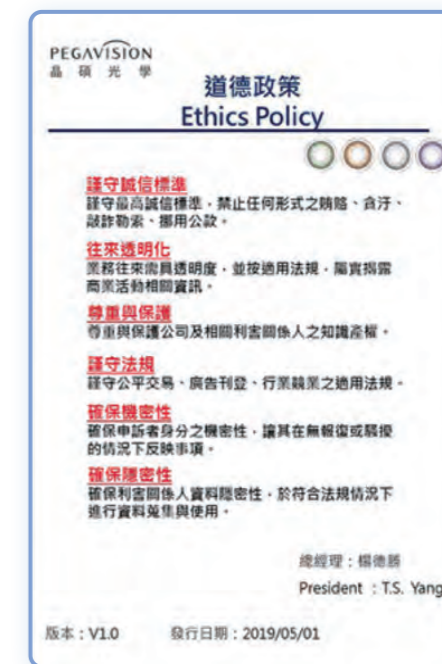 PEGAVISION
晶碩光學
道德政策
Ethics Policy
謹守誠信標準
謹守最高誠信標準，禁止任何形式之賄賂、貪汙、
敲詐勒索、挪用公款。
往來透明化
業務往來需具透明度，並按適用法規，屬實揭露
商業活動相關資訊。
尊重與保護
尊重與保護公司及相關利害關係人之知識產權。
謹守法規
謹守公平交易、廣告刊登、行業競業之適用法規。
確保機密性
確保申訴者身分之機密性，讓其在無報復或騷擾
的情況下反映事項。
確保隱密性
確保利害關係人資料隱密性，於符合法規情況下
進行資料蒐集與使用。
總經理：楊德勝
President ：T.S. Yang
版本：V1.0 發行日期：2019/05/01